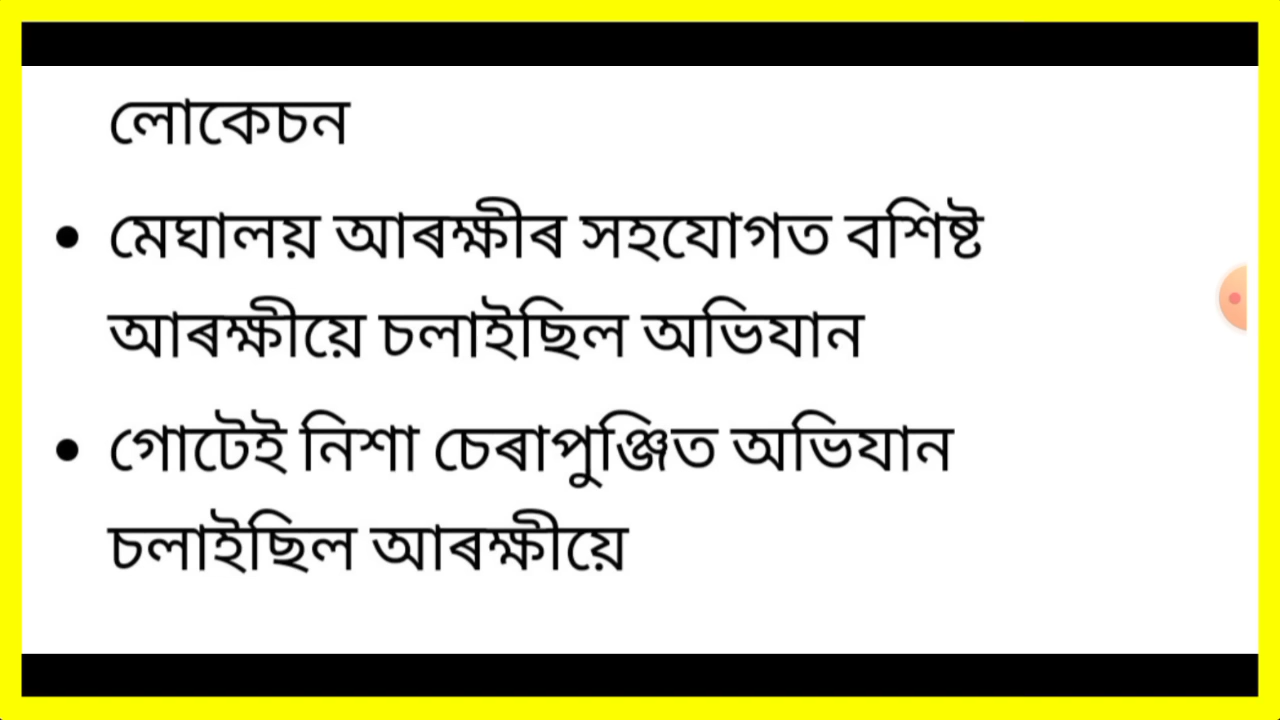 লোকেচন
• মেঘালয় আৰক্ষীৰ সহযোগত বশিষ্ট
আৰক্ষীয়ে চলাইছিল অভিযান
• গোটেই নিশা চেৰাপুঞ্জিত অভিযান
চলাইছিল আৰক্ষীয়ে